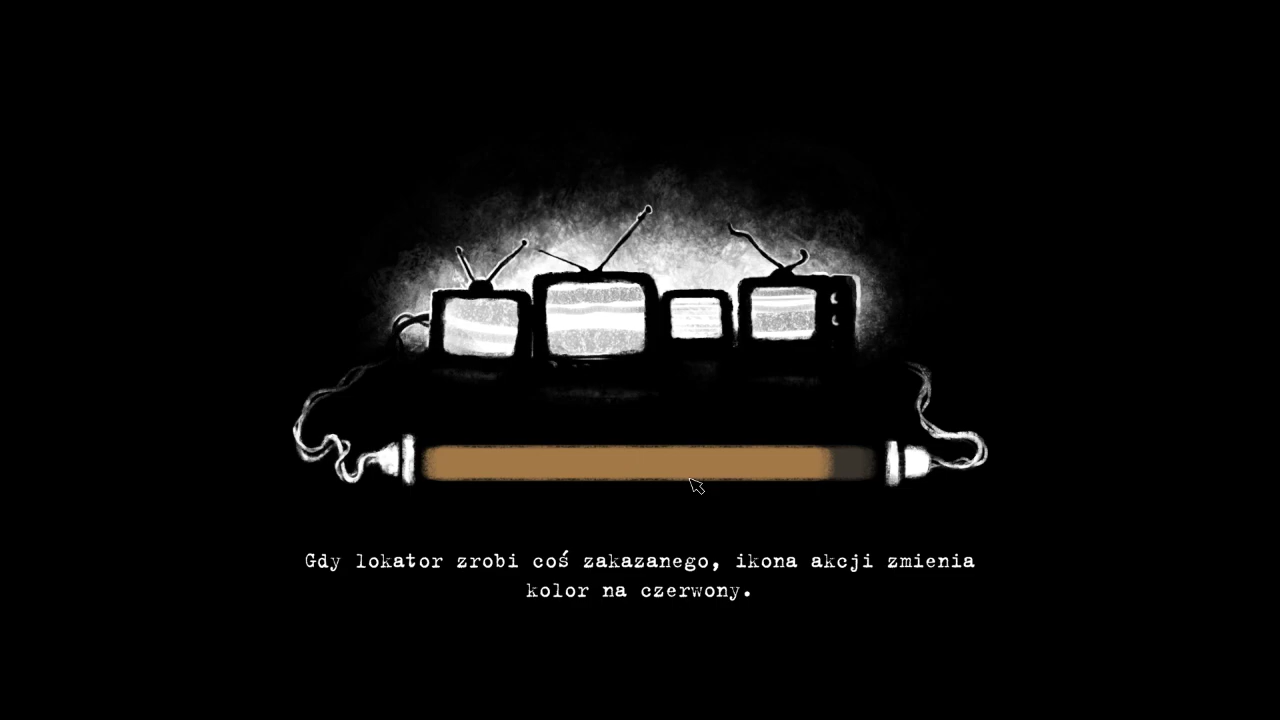 Gdy lokator zrobi coś zakazanego, ikona akcji zmienia
kolor na czerwony.